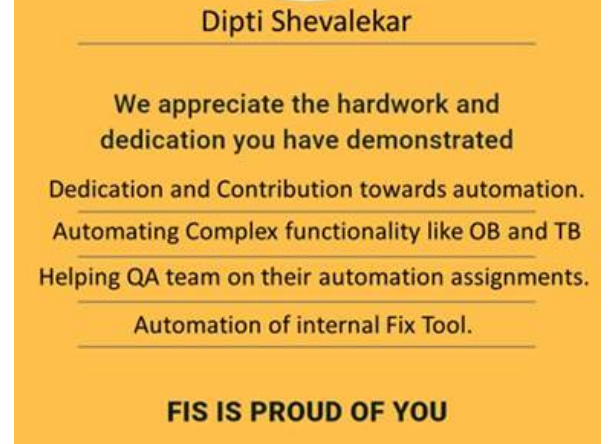 Dipti Shevalekar
We appreciate the hardwork and
dedication you have demonstrated
Dedication and Contribution towards automation.
Automating Complex functionality like OB and TB
Helping QA team on their automation assignments.
Automation of internal Fix Tool.
FIS IS PROUD OF YOU